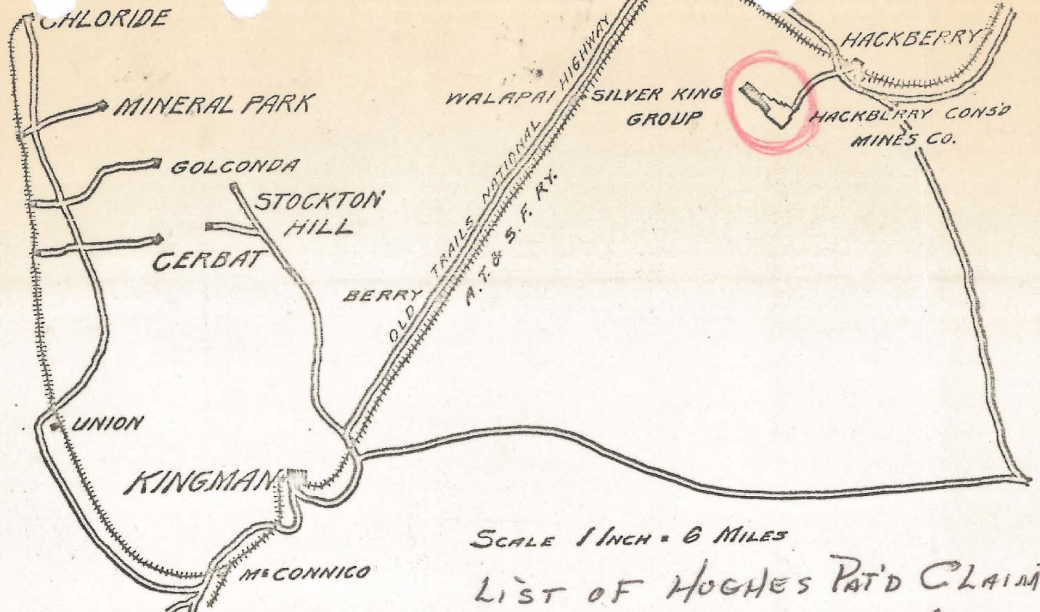 CHLORIDE
HACKBERRY
MINERAL PARK
WALAPAI
OLD TRAILS NATIONAL HIGHWAY
SILVER KING
GROUP
HACKBERRY CONS'D
MINES CO.
GOLCONDA
STOCKTON
HILL
CERBAT
A. T. & S. F. RY.
BERRY
UNION
KINGMAN
SCALE 1 INCH = 6 MILES
McCONNICO
LIST OF HUGHES PAT'D CLAIM